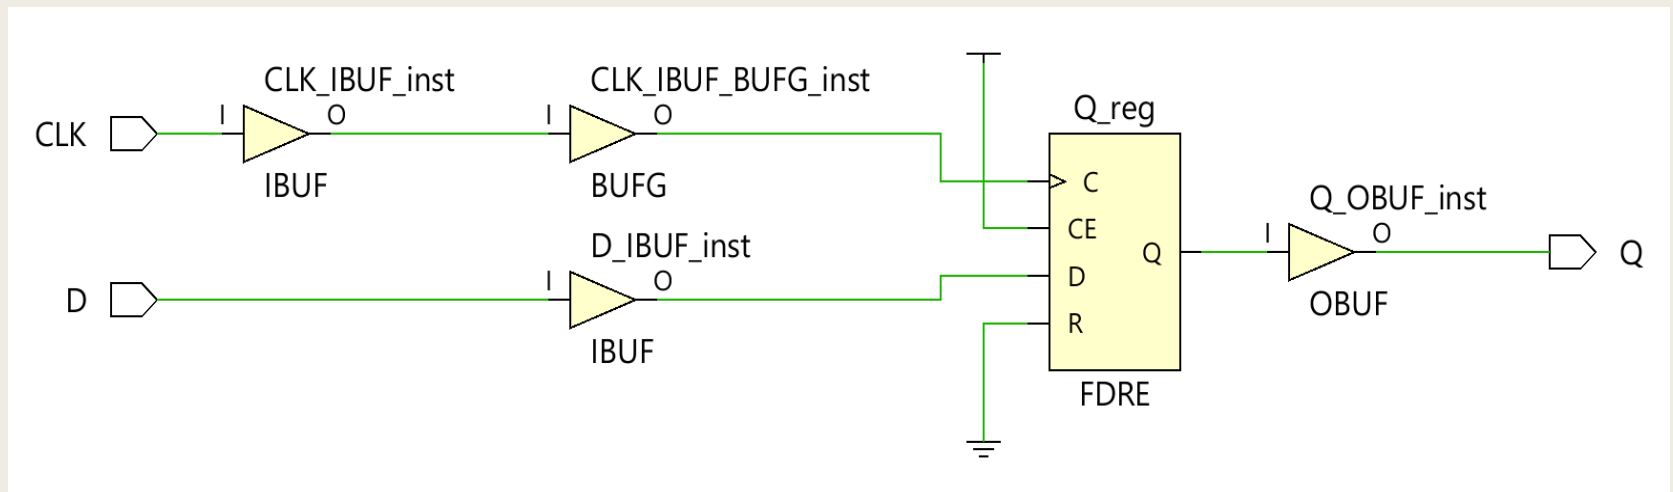 CLK
I
CLK_IBUF_inst
O
IBUF
I
CLK_IBUF_BUFG_inst
O
BUFG
D
I
D_IBUF_inst
O
IBUF
Q_reg
C
CE
D
R
Q
FDRE
I
Q_OBUF_inst
O
OBUF
Q